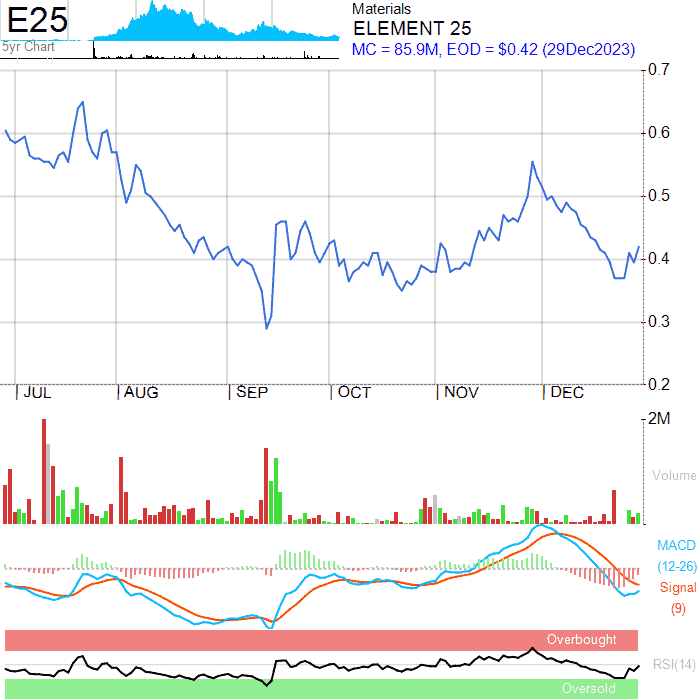 E25
5yr Chart
Materials
ELEMENT 25
MC = 85.9M, EOD = $0.42 (29Dec2023)
0.7
0.6
0.5
0.4
0.3
0.2
JUL AUG SEP OCT NOV DEC
2M
Volume
MACD
(12-26)
Signal
(9)
Overbought
RSI(14)
Oversold